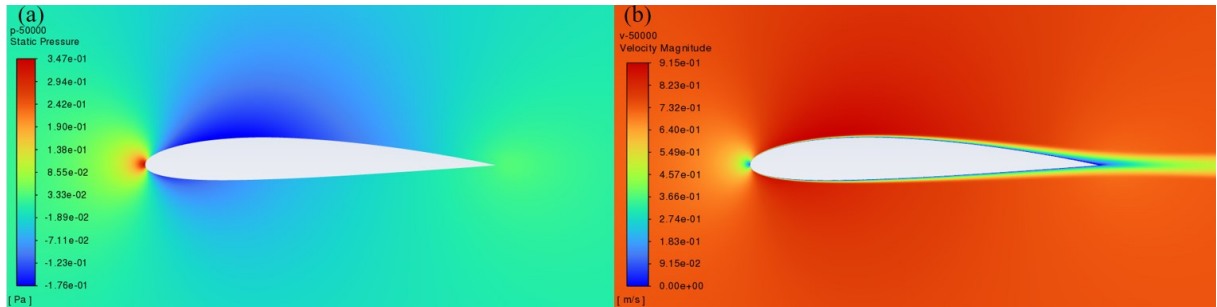 (a)
p-50000
Static Pressure
3.47e-01
2.94e-01
2.42e-01
1.90e-01
1.38e-01
8.55e-02
3.33e-02
-1.89e-02
-7.11e-02
-1.23e-01
-1.76e-01
[ Pa ]
(b)
v-50000
Velocity Magnitude
9.15e-01
8.23e-01
7.32e-01
6.40e-01
5.49e-01
4.57e-01
3.66e-01
2.74e-01
1.83e-01
9.15e-02
0.00e+00
[ m/s ]